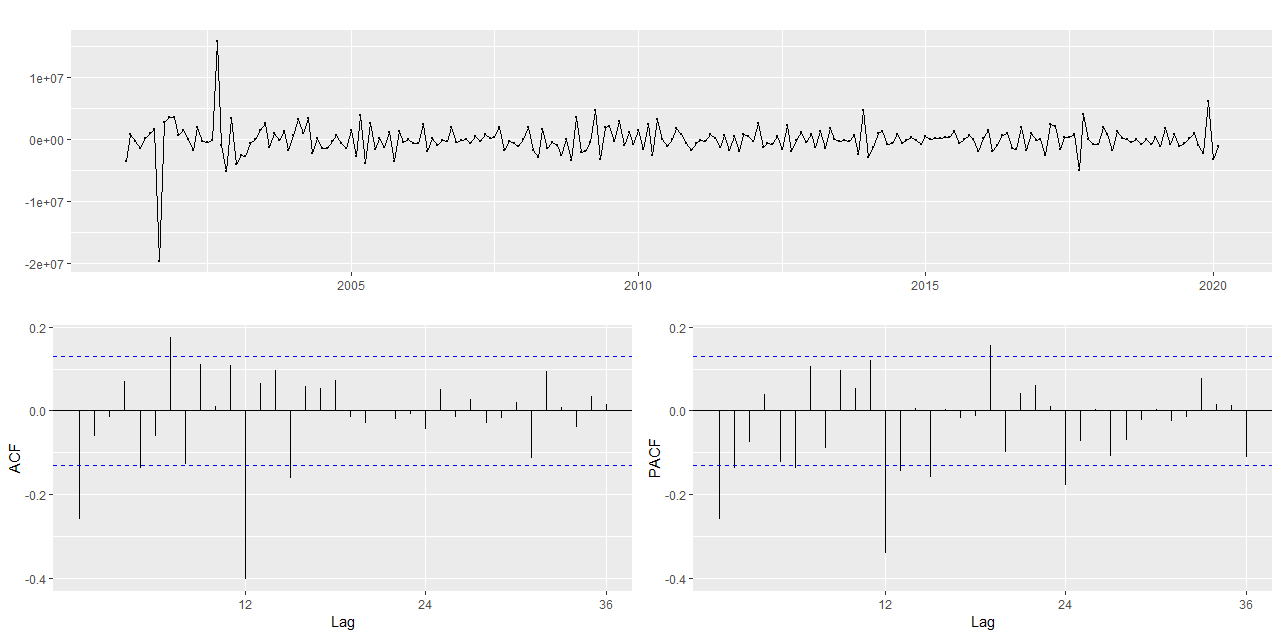 1e+07
0e+00
-1e+07
-2e+07
2005 2010 2015 2020
0.2 0.2
0.0 0.0
-0.2 -0.2
-0.4 -0.4
ACF PACF
12 24 36 12 24 36
Lag Lag